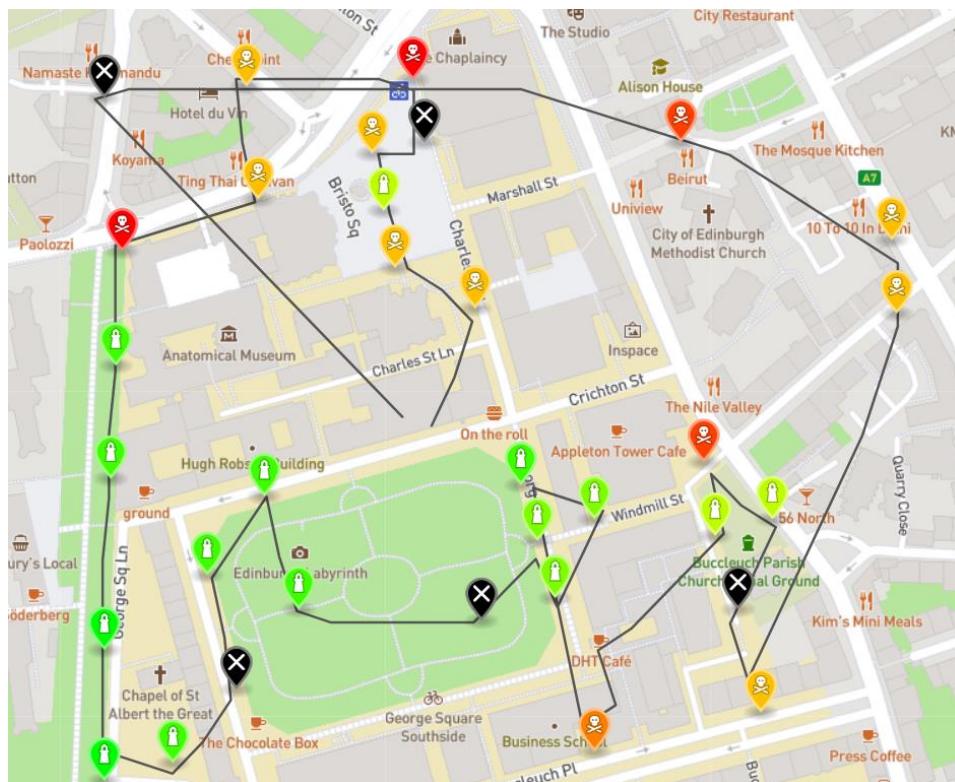 City Restaurant
The Studio
Chaplaincy
Namaste
Alison House
Hotel du Vin
Koyama
The Mosque Kitchen
Ting Thai
Beirut
A7
Marshall St
Bristo
Sq
Uniview
10 To 10 In
Paolozzi
City of Edinburgh
Methodist Church
Anatomical Museum
Charles St Ln
Inspace
Crichton St
The Nile Valley
On the roll
Appleton Tower Cafe
Hugh
Building
Quarry Close
ground
Windmill St
56 North
Buccleuch Parish
Ground
Edinburgh
Labyrinth
George Sq Ln
Kim's Mini Meals
DHT Café
Chapel of St
Albert the Great
George Square
Southside
The Chocolate Box
Business
Press Coffee